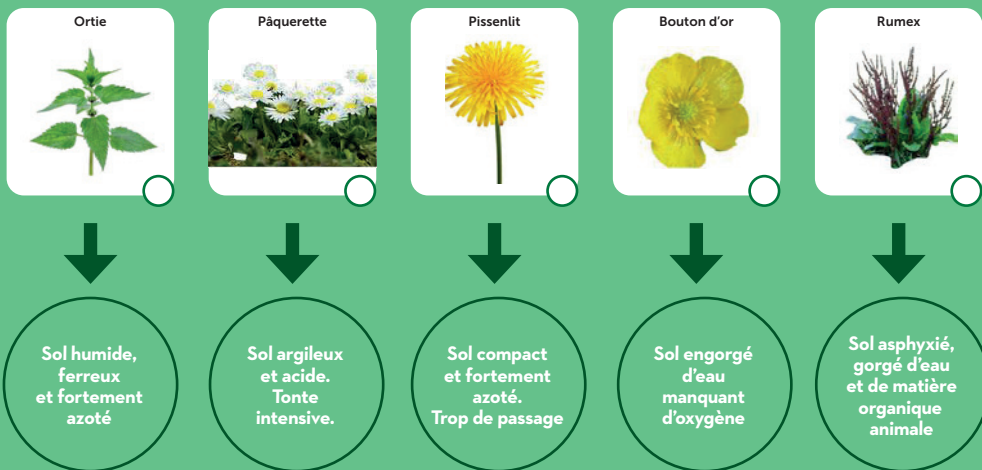 Ortie
Pâquerette
Pissenlit
Bouton d'or
Rumex
Sol humide,
ferreux
et fortement
azoté
Sol argileux
et acide.
Tonte
intensive.
Sol compact
et fortement
azoté.
Trop de passage
Sol engorgé
d'eau
manquant
d'oxygène
Sol asphyxié,
gorgé d'eau
et de matière
organique
animale